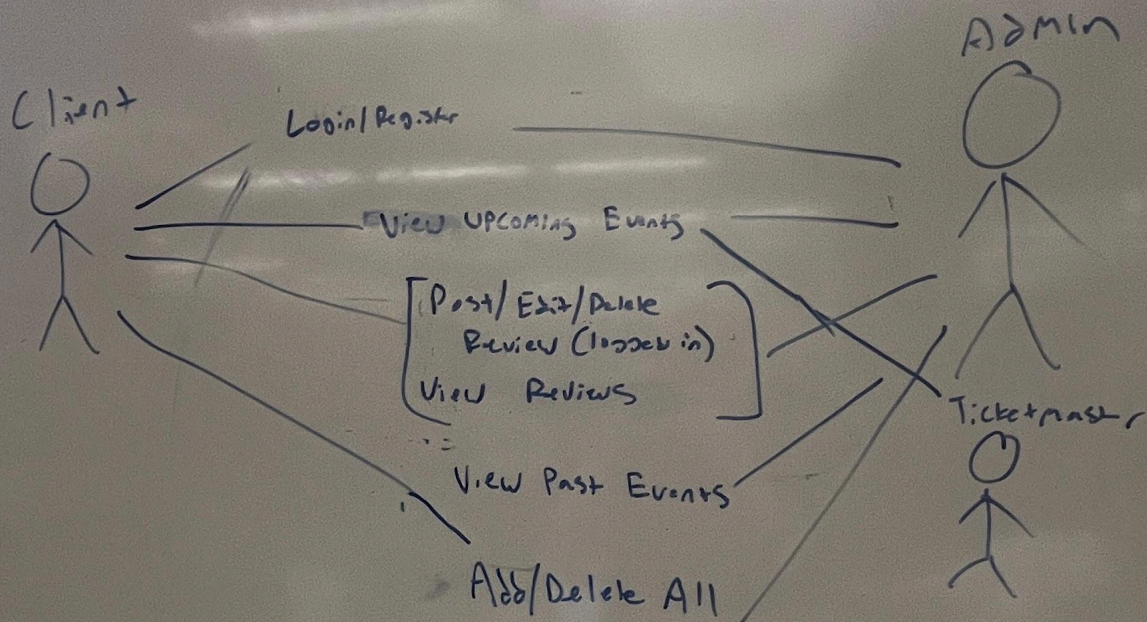 Admin
Client
Login/Register
View Upcoming Events
Post/Edit/Delete
Review (logged in)
View Reviews
Ticketmaster
View Past Events
Add/Delete All